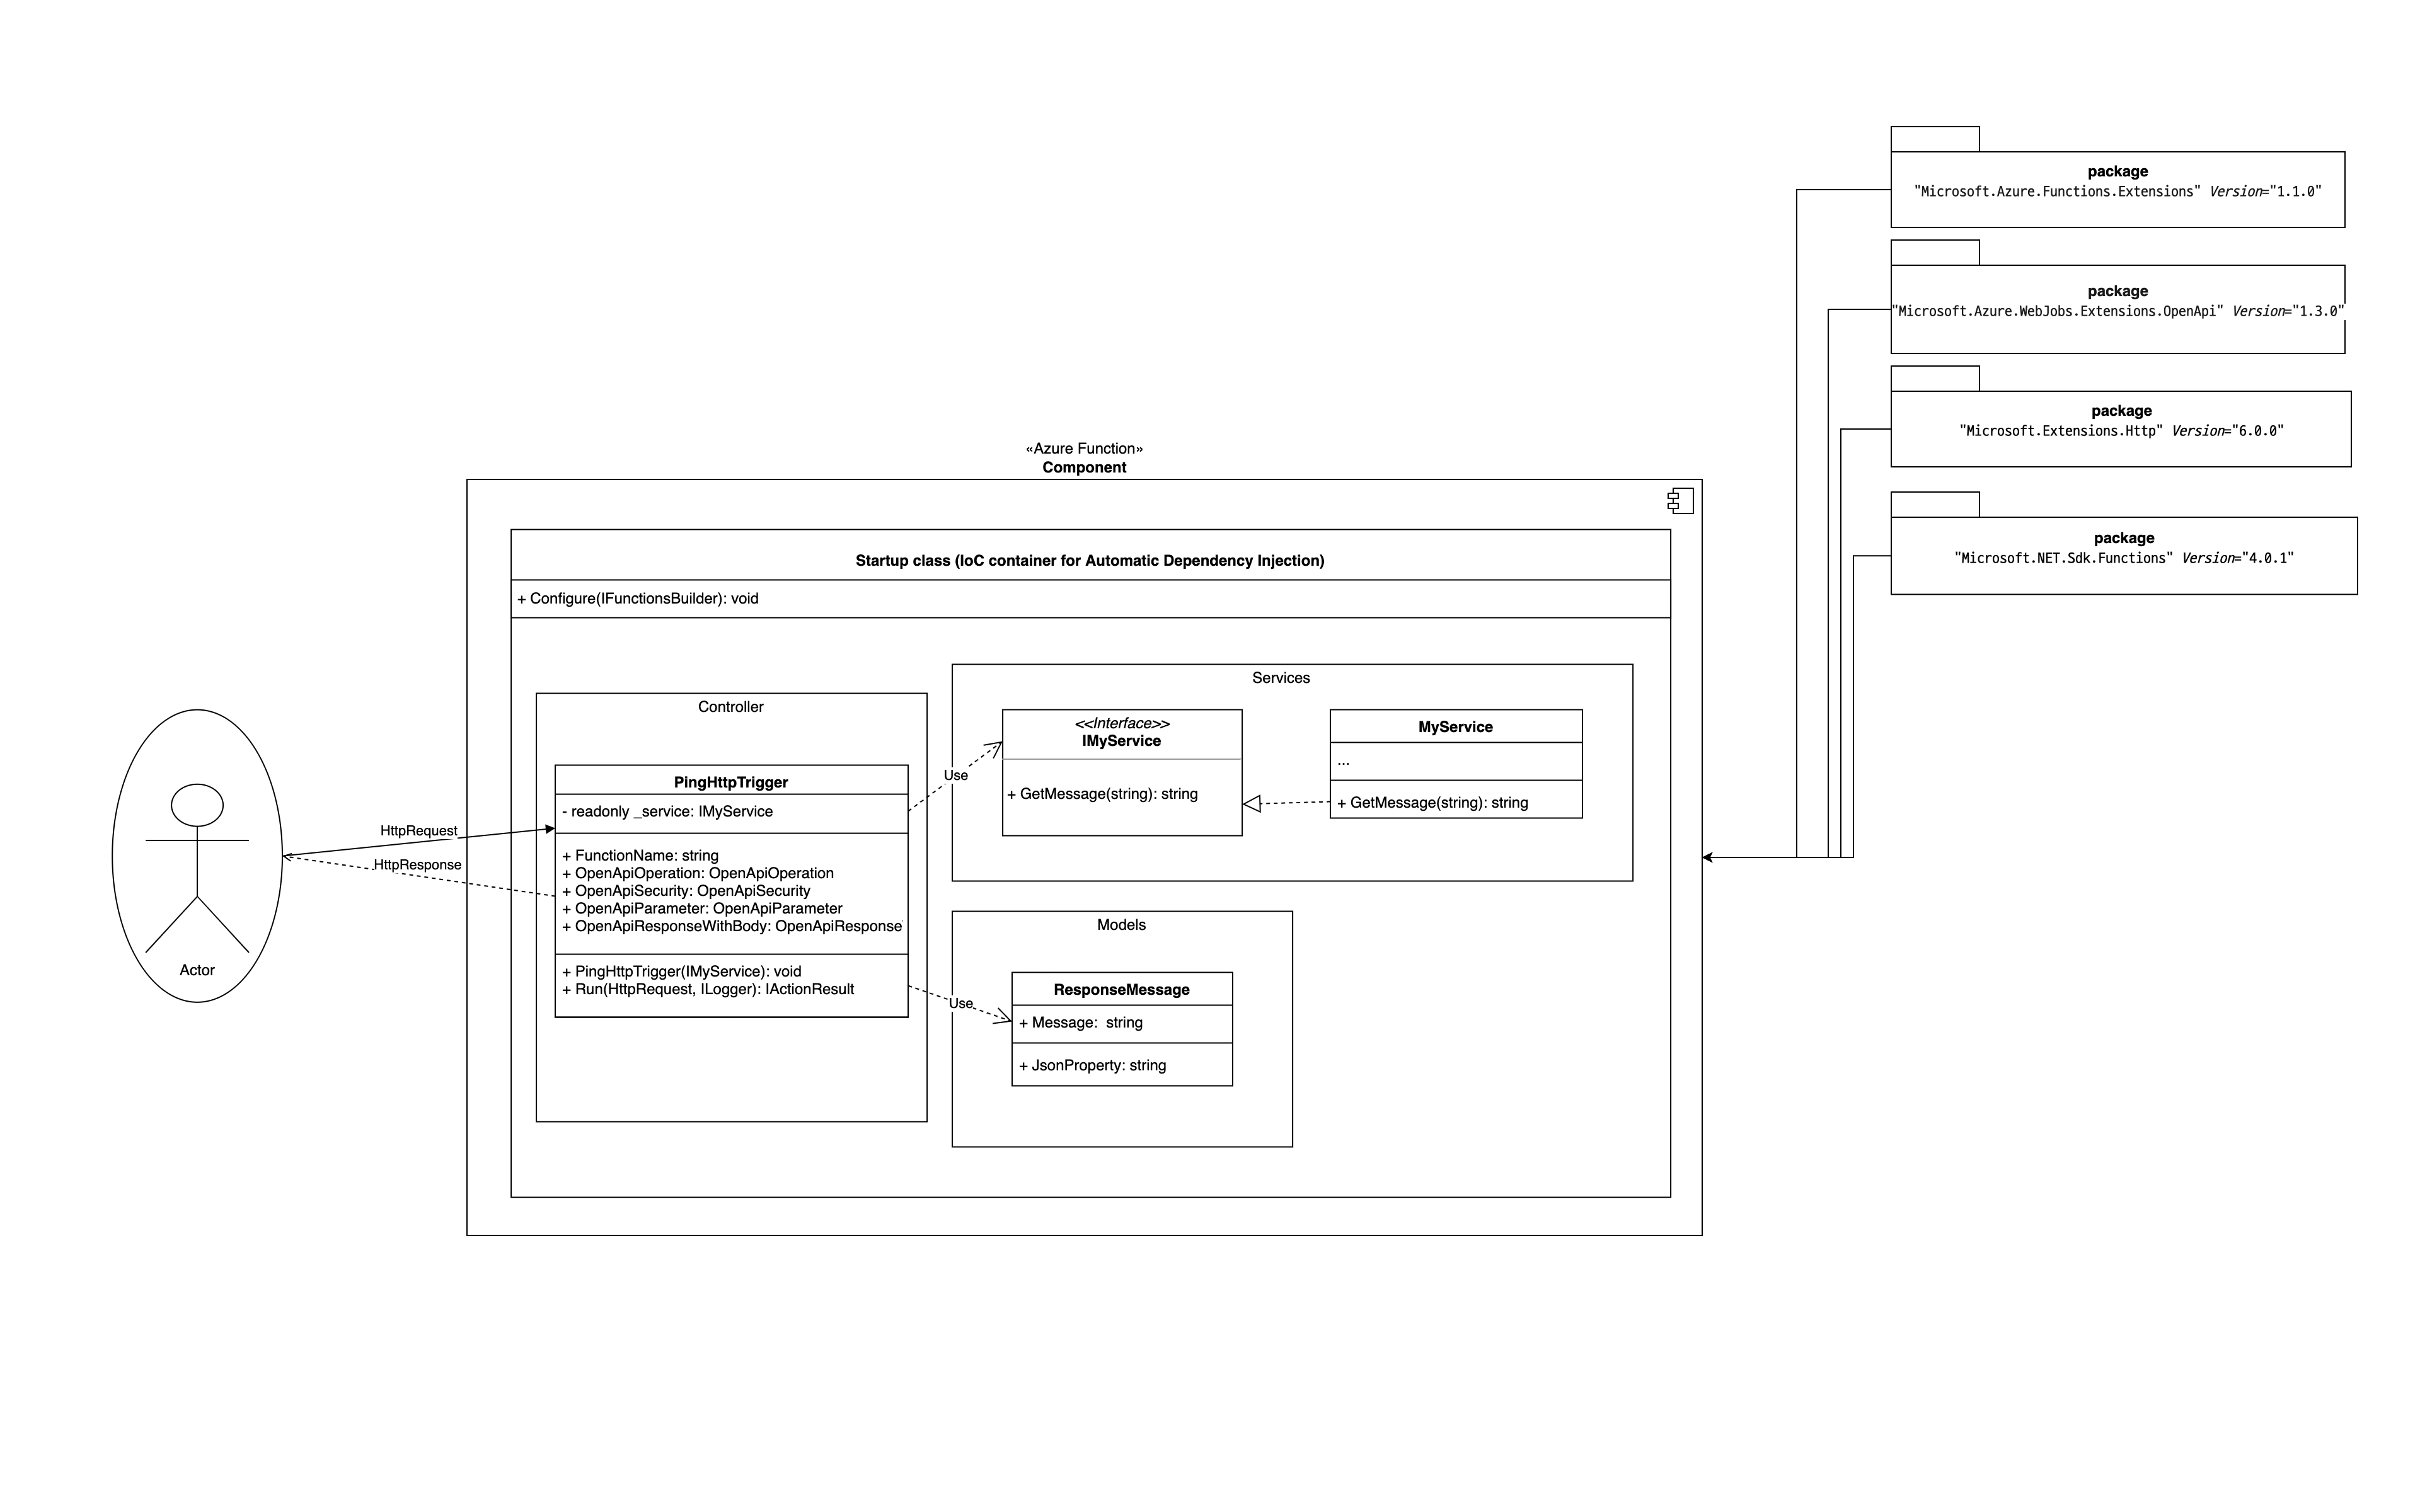 package
"Microsoft.Azure.Functions.Extensions" Version="1.1.0"
package
"Microsoft.Azure.WebJobs.Extensions.OpenApi" Version="1.3.0"
package
"Microsoft.Extensions.Http" Version="6.0.0"
package
"Microsoft.NET.Sdk.Functions" Version="4.0.1"
«Azure Function»
Component
Startup class (IoC container for Automatic Dependency Injection)
+ Configure(IFunctionsBuilder): void
Controller
PingHttpTrigger
- readonly _service: IMyService
+ FunctionName: string
+ OpenApiOperation: OpenApiOperation
+ OpenApiSecurity: OpenApiSecurity
+ OpenApiParameter: OpenApiParameter
+ OpenApiResponseWithBody: OpenApiResponse
+ PingHttpTrigger(IMyService): void
+ Run(HttpRequest, ILogger): IActionResult
Services
<<Interface>>
IMyService
+ GetMessage(string): string
MyService
...
+ GetMessage(string): string
Use
Models
ResponseMessage
+ Message:  string
+ JsonProperty: string
Use
HttpRequest
HttpResponse
Actor